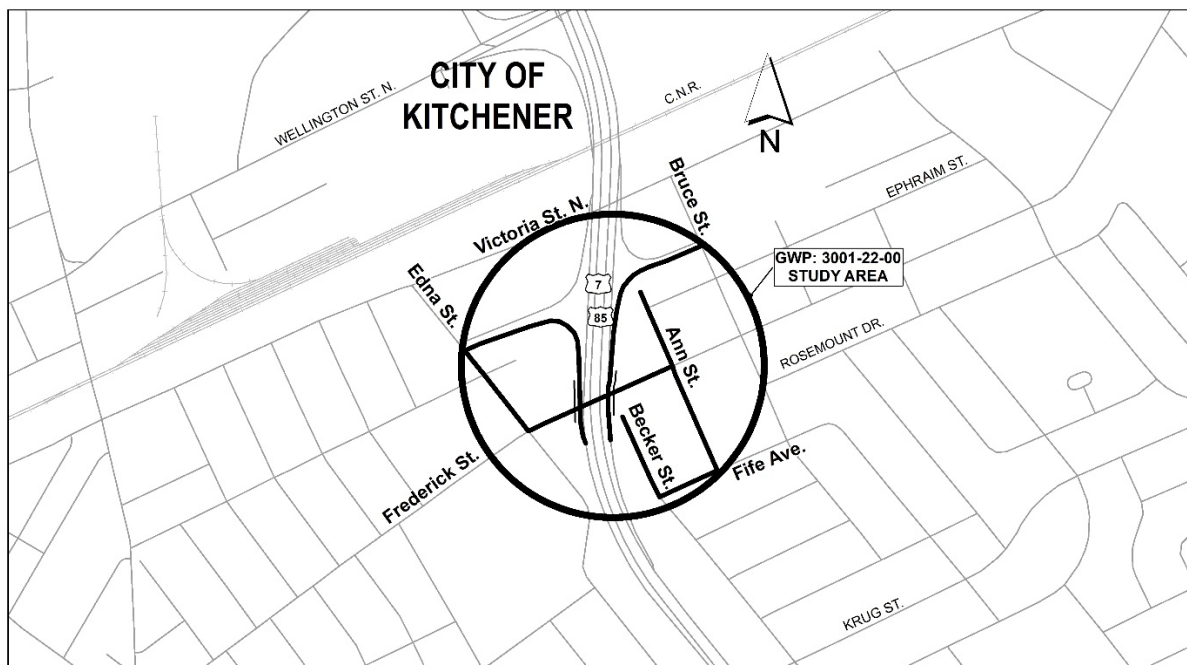 CITY OF
KITCHENER
WELLINGTON ST. N.
C.N.R.
N
Bruce St.
EPHRAIM ST.
Victoria St. N.
GWP: 3001-22-00
STUDY AREA
Edna St.
7
85
Ann St.
ROSEMOUNT DR.
Becker St.
Fife Ave.
Frederick St.
KRUG ST.